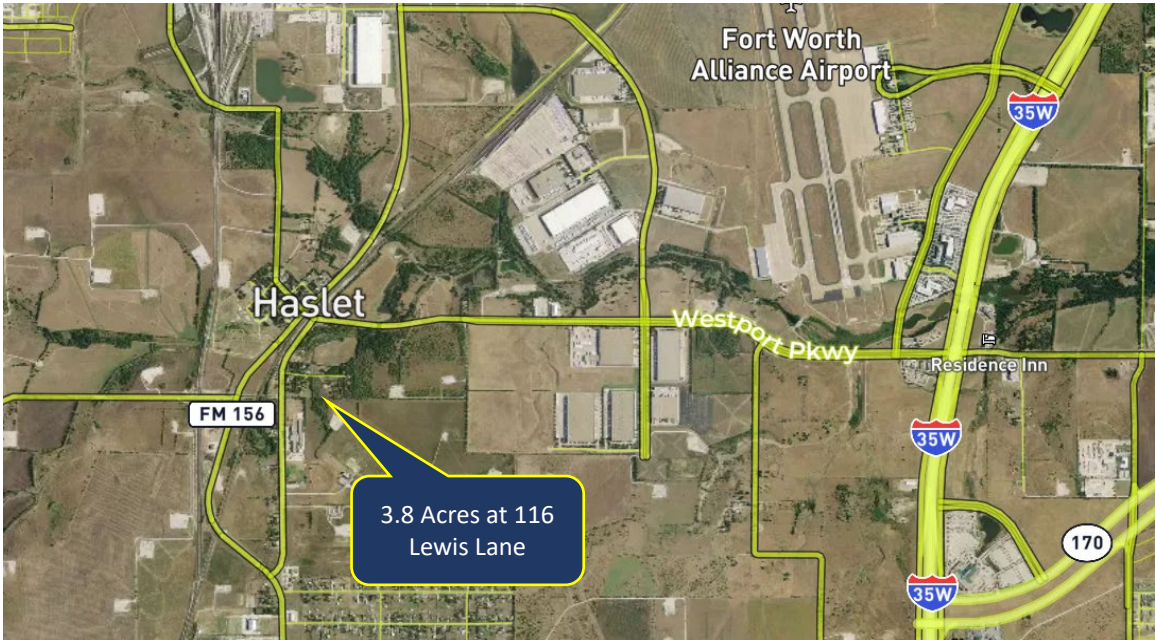 Fort Worth
Alliance Airport
35W
Haslet
Westport Pkwy
Residence Inn
FM 156
35W
3.8 Acres at 116
Lewis Lane
170
35W